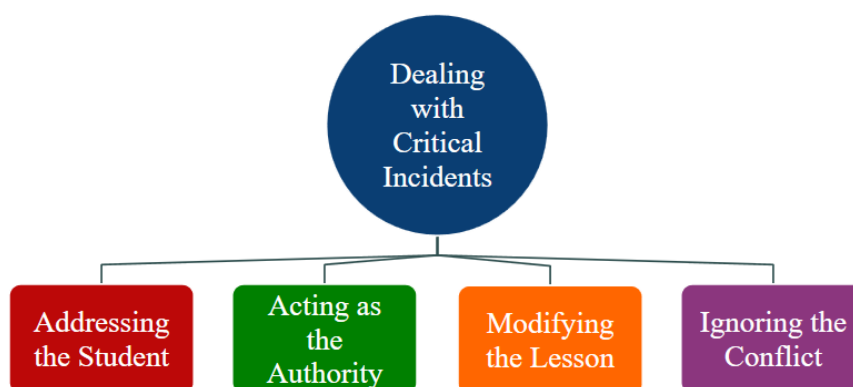 Dealing
with
Critical
Incidents
Addressing
the Student
Acting as
the
Authority
Modifying
the Lesson
Ignoring the
Conflict